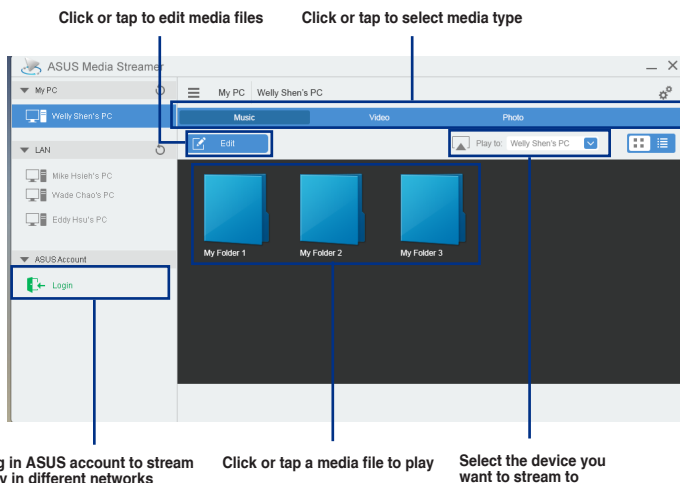 Click or tap to edit media files
Click or tap to select media type
ASUS Media Streamer
My PC
My PC Welly Shen's PC
Welly Shen's PC
Music Video Photo
Edit
Play to: Welly Shen's PC
LAN
Mike Hsieh's PC
Wade Chao's PC
Eddy Hsu's PC
My Folder 1 My Folder 2 My Folder 3
ASUS Account
Login
in ASUS account to stream
in different networks
Click or tap a media file to play
Select the device you
want to stream to